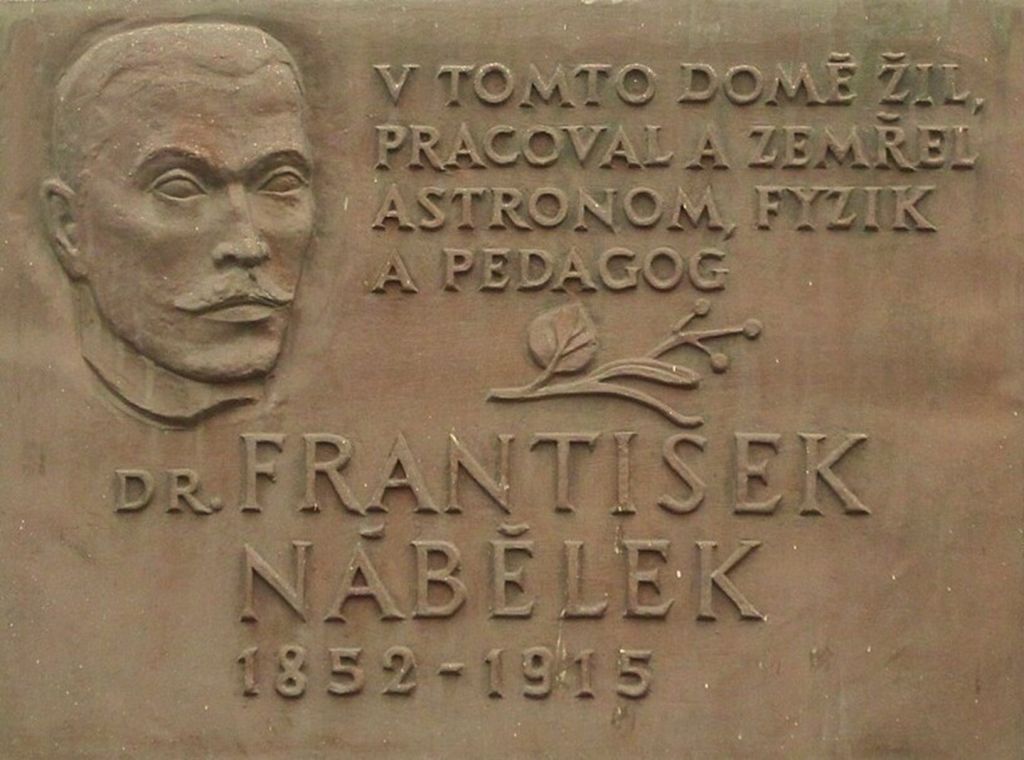 V TOMTO DOMĚ ŽIL,
PRACOVAL A ZEMŘEL
ASTRONOM, FYZIK
A PEDAGOG
DR. FRANTIŠEK
NÁBĚLEK
1852-1915